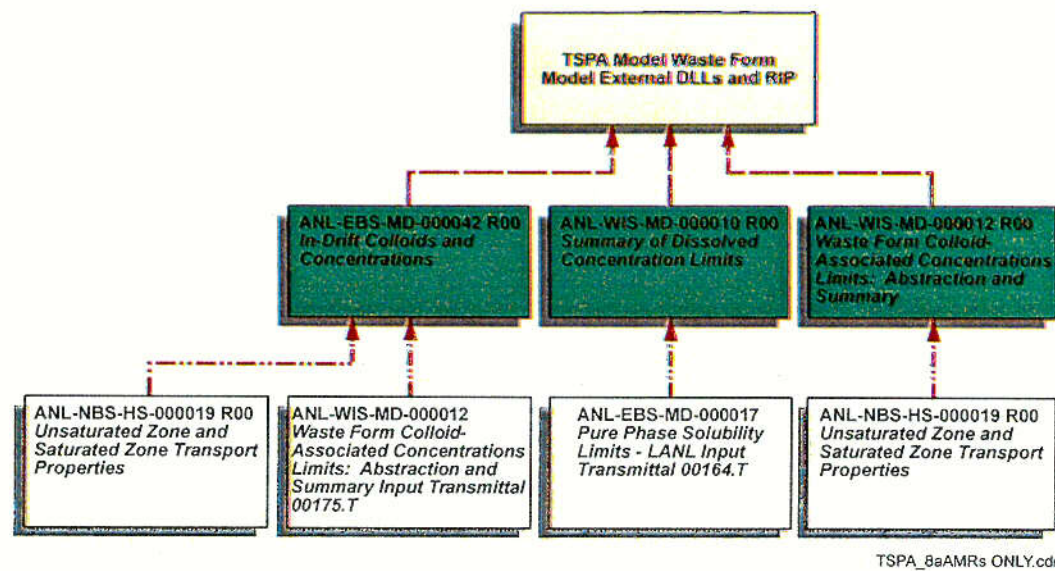 TSPA Model Waste Form
Model External DLLs and RIP
ANL-EBS-MD-000042 R00
In-Drift Colloids and
Concentrations
ANL-WIS-MD-000010 R00
Summary of Dissolved
Concentration Limits
ANL-WIS-MD-000012 R00
Waste Form Colloid-
Associated Concentrations
Limits: Abstraction and
Summary
ANL-NBS-HS-000019 R00
Unsaturated Zone and
Saturated Zone Transport
Properties
ANL-WIS-MD-000012
Waste Form Colloid-
Associated Concentrations
Limits: Abstraction and
Summary Input Transmittal
00175.T
ANL-EBS-MD-000017
Pure Phase Solubility
Limits - LANL Input
Transmittal 00164.T
ANL-NBS-HS-000019 R00
Unsaturated Zone and
Saturated Zone Transport
Properties
TSPA_8aAMRs ONLY.cdr